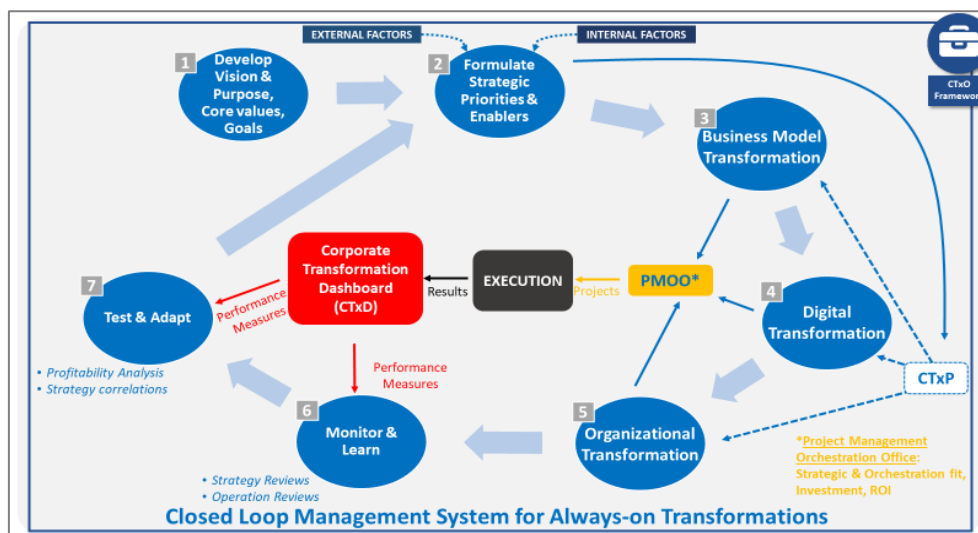 EXTERNAL FACTORS
INTERNAL FACTORS
CTxO
Framework
1
Develop
Vision &
Purpose,
Core values,
Goals
2
Formulate
Strategic
Priorities &
Enablers
3
Business Model
Transformation
7
Test & Adapt
Performance
Measures
Corporate
Transformation
Dashboard
(CTxD)
Results
EXECUTION
Projects
PMOO*
4
Digital
Transformation
CTxP
• Profitability Analysis
• Strategy correlations
Performance
Measures
6
Monitor &
Learn
5
Organizational
Transformation
*Project Management
Orchestration Office:
Strategic & Orchestration fit,
Investment, ROI
• Strategy Reviews
• Operation Reviews
Closed Loop Management System for Always-on Transformations